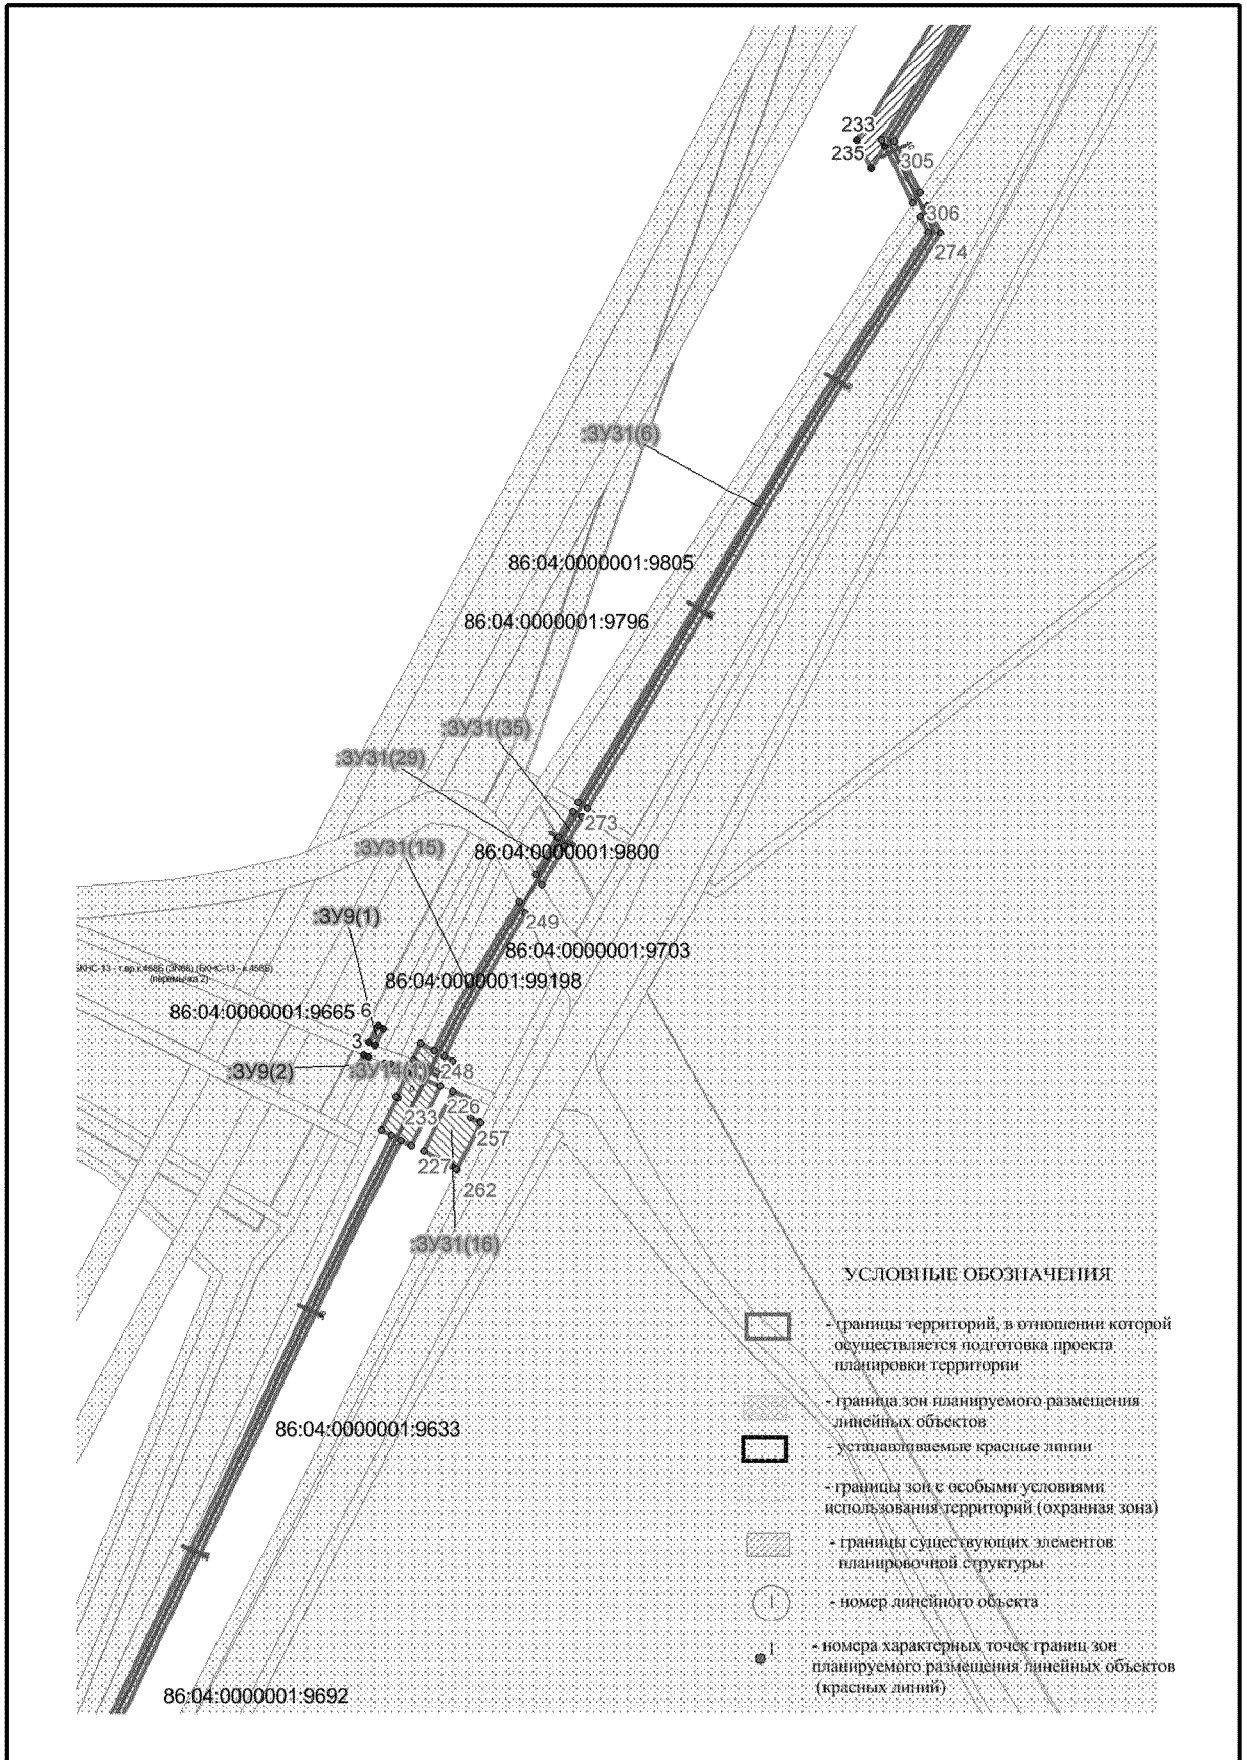 233
235
305
306
274
:ЗУ31(6)
86:04:0000001:9805
86:04:0000001:9796
:ЗУ31(35)
:ЗУ31(29)
273
:ЗУ31(15)
86:04:0000001:9800
:ЗУ9(1)
249
86:04:0000001:9703
(перемычка 2)
86:04:0000001:99198
86:04:0000001:9665
6
3
:ЗУ9(2)
248
226
233
257
227
262
:ЗУ31(16)
УСЛОВНЫЕ ОБОЗНАЧЕНИЯ
- границы территорий, в отношении которой
осуществляется подготовка проекта
планировки территории
- граница зон планируемого размещения
линейных объектов
- устанавливаемые красные линии
86:04:0000001:9633
- границы зон с особыми условиями
использования территорий (охранная зона)
- границы существующих элементов
планировочной структуры
1
- номер линейного объекта
1
- номера характерных точек границ зон
планируемого размещения линейных объектов
(красных линий)
86:04:0000001:9692